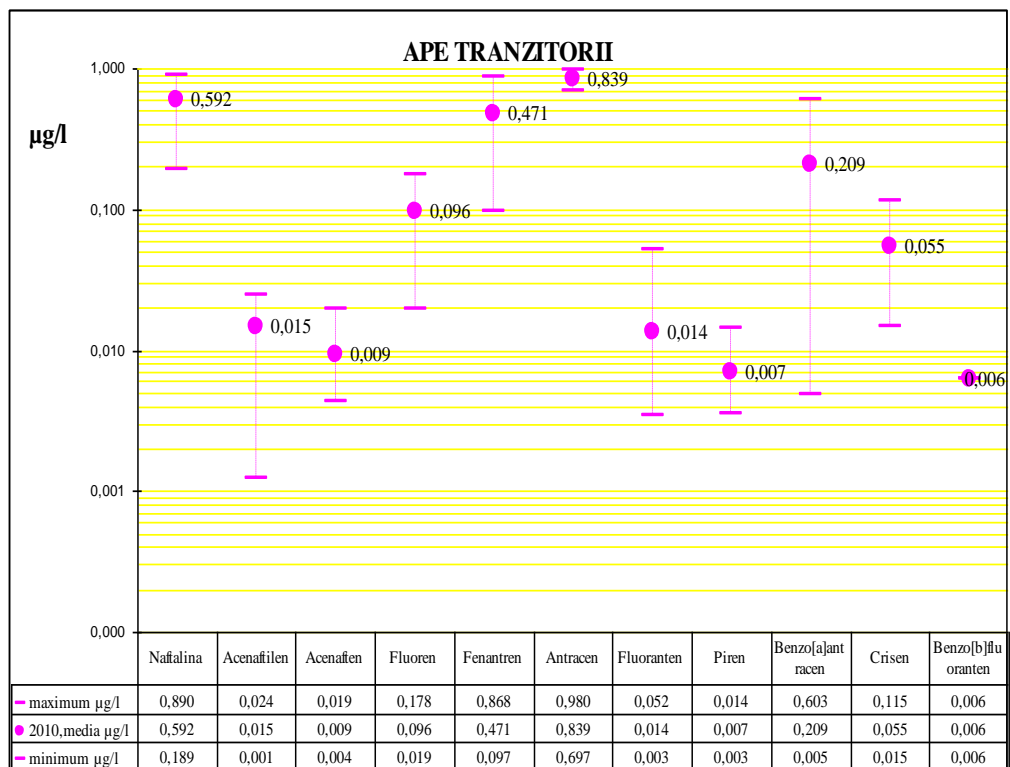 APE TRANZITORII
µg/l
1,000
0,100
0,010
0,001
0,000
0,592
0,015
0,009
0,096
0,471
0,839
0,014
0,007
0,209
0,055
0,006
Naftalina Acenaftilen Acenaften Fluoren Fenantren Antracen Fluoranten Piren Benzo[a]ant Crisen Benzo[b]flu
racen oranten
maximum µg/l 0,890 0,024 0,019 0,178 0,868 0,980 0,052 0,014 0,603 0,115 0,006
2010,media µg/l 0,592 0,015 0,009 0,096 0,471 0,839 0,014 0,007 0,209 0,055 0,006
minimum µg/l 0,189 0,001 0,004 0,019 0,097 0,697 0,003 0,003 0,005 0,015 0,006